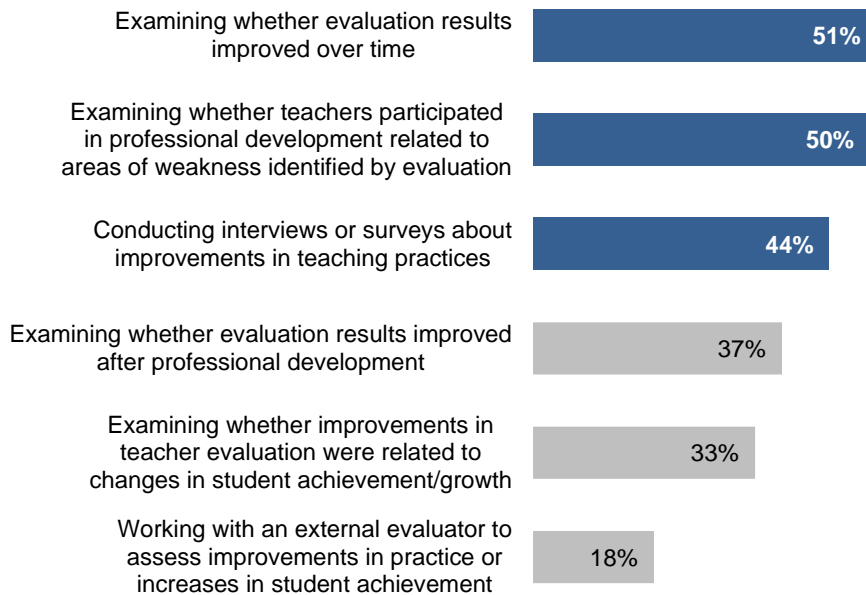 Examining whether evaluation results
improved over time
51%
Examining whether teachers participated
in professional development related to
areas of weakness identified by evaluation
50%
Conducting interviews or surveys about
improvements in teaching practices
44%
Examining whether evaluation results improved
after professional development
37%
Examining whether improvements in
teacher evaluation were related to
changes in student achievement/growth
33%
Working with an external evaluator to
assess improvements in practice or
increases in student achievement
18%